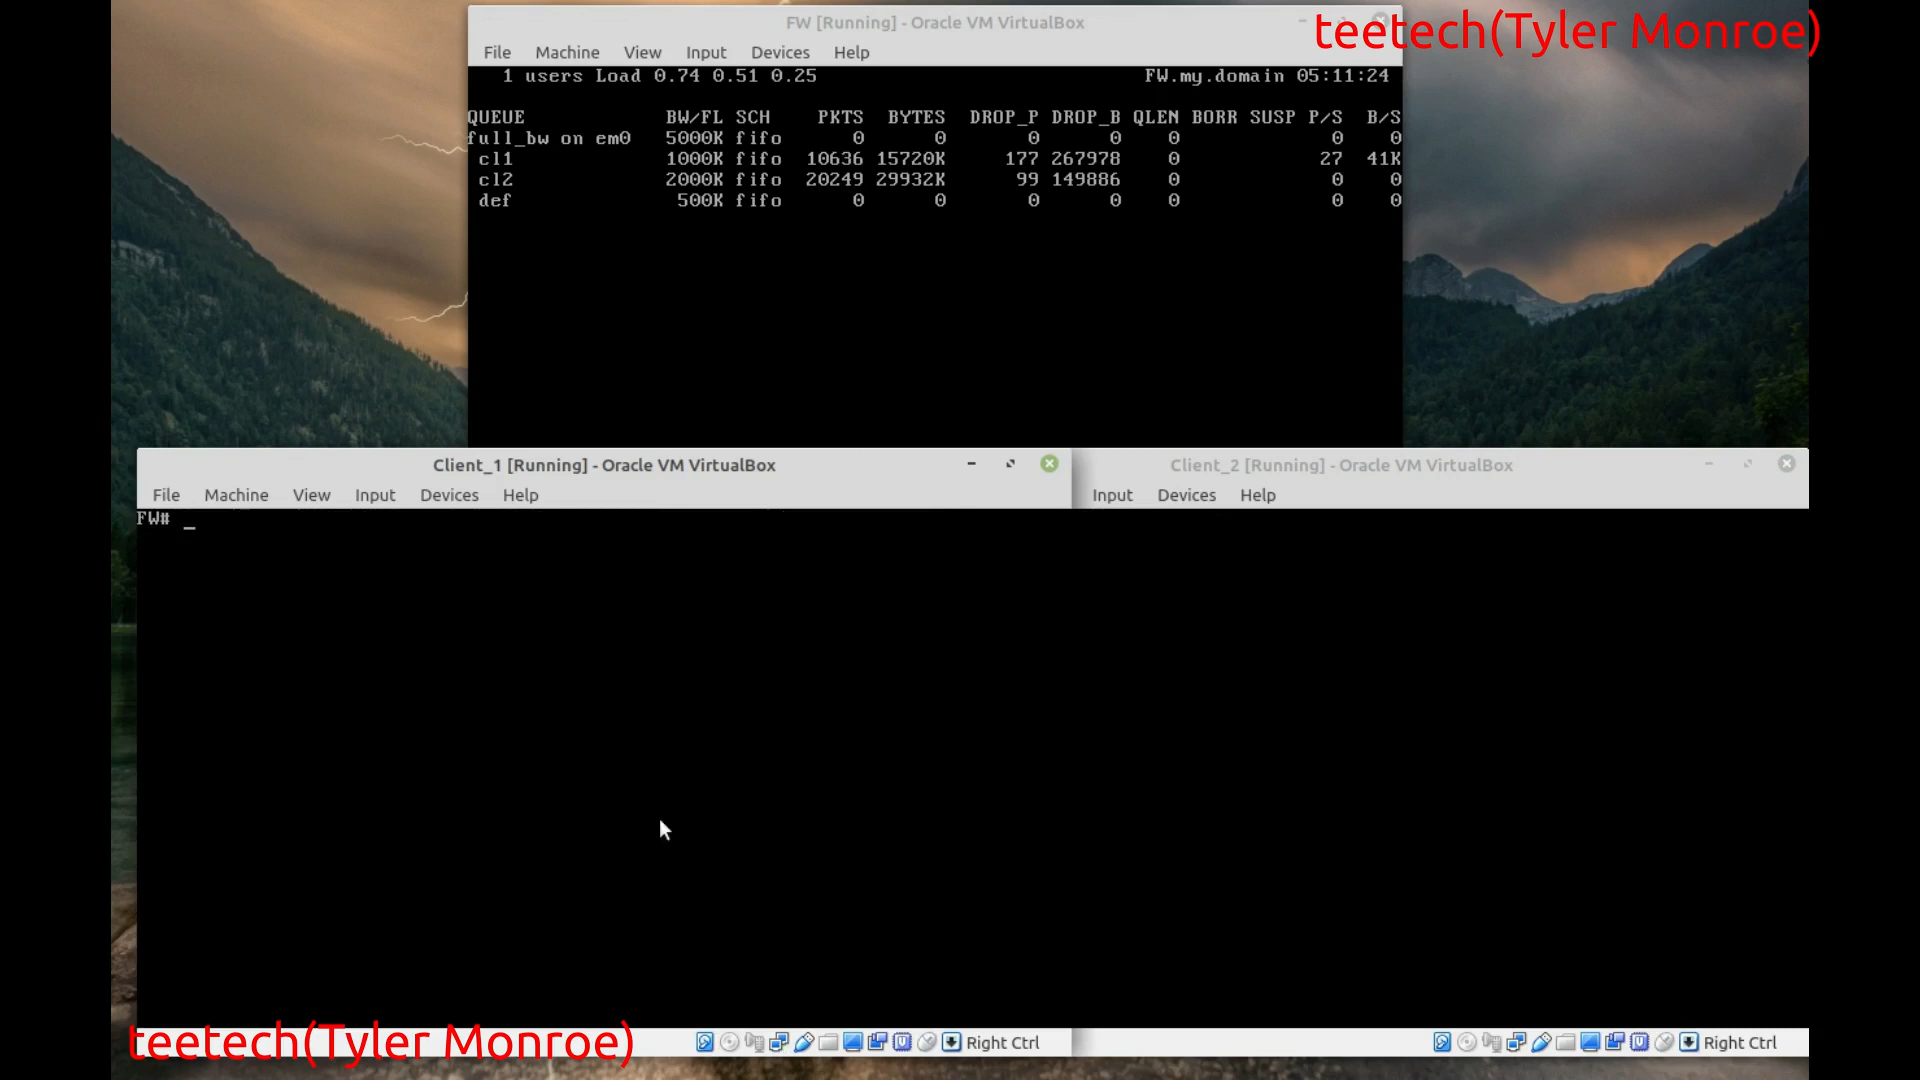 teetech(Tyler Monroe)
FW [Running] - Oracle VM VirtualBox
File Machine View Input Devices Help
1 users Load 0.74 0.51 0.25 FW.my.domain 05:11:24
QUEUE BW/FL SCH PKTS BYTES DROP_P DROP_B QLEN BORR SUSP P/S B/S
full_bw on em0 5000K fifo 0 0 0 0 0 0 0
cl1 1000K fifo 10636 15720K 177 267978 0 27 41K
cl2 2000K fifo 20249 29932K 99 149886 0 0 0
def 500K fifo 0 0 0 0 0 0 0
Client_1 [Running] - Oracle VM VirtualBox
File Machine View Input Devices Help
FW# _
Client_2 [Running] - Oracle VM VirtualBox
Input Devices Help
teetech(Tyler Monroe)
Right Ctrl
Right Ctrl